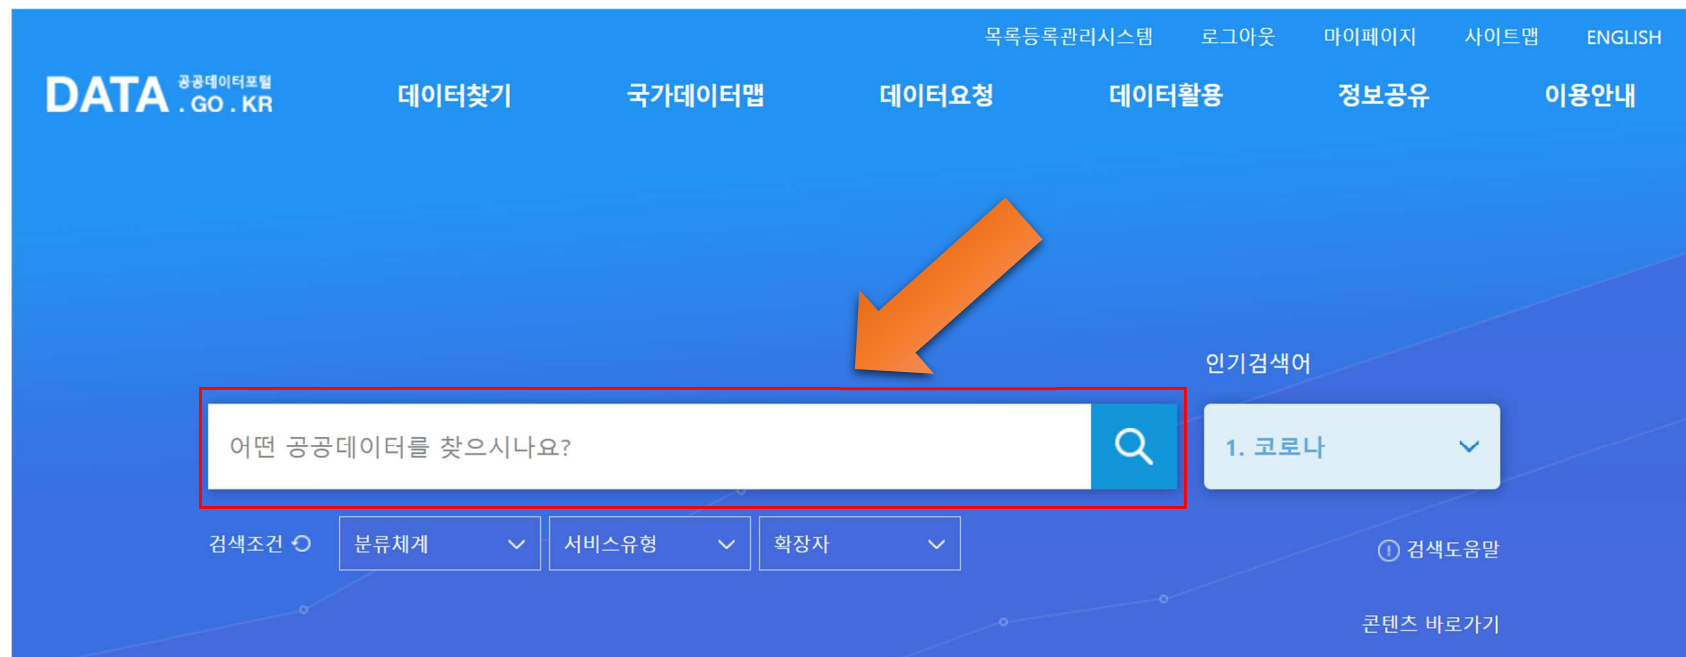 목록등록관리시스템 로그아웃 마이페이지 사이트맵 ENGLISH
DATA 공공데이터포털 . GO . KR
데이터찾기 국가데이터맵 데이터요청 데이터활용 정보공유 이용안내
인기검색어
어떤 공공데이터를 찾으시나요?
1. 코로나
검색조건 분류체계 서비스유형 확장자
검색도움말
콘텐츠 바로가기